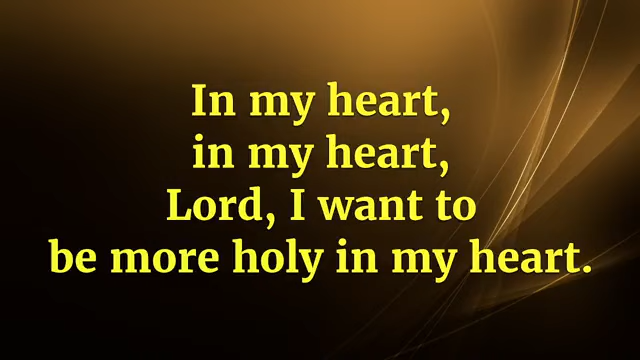 In my heart,
in my heart,
Lord, I want to
be more holy in my heart.